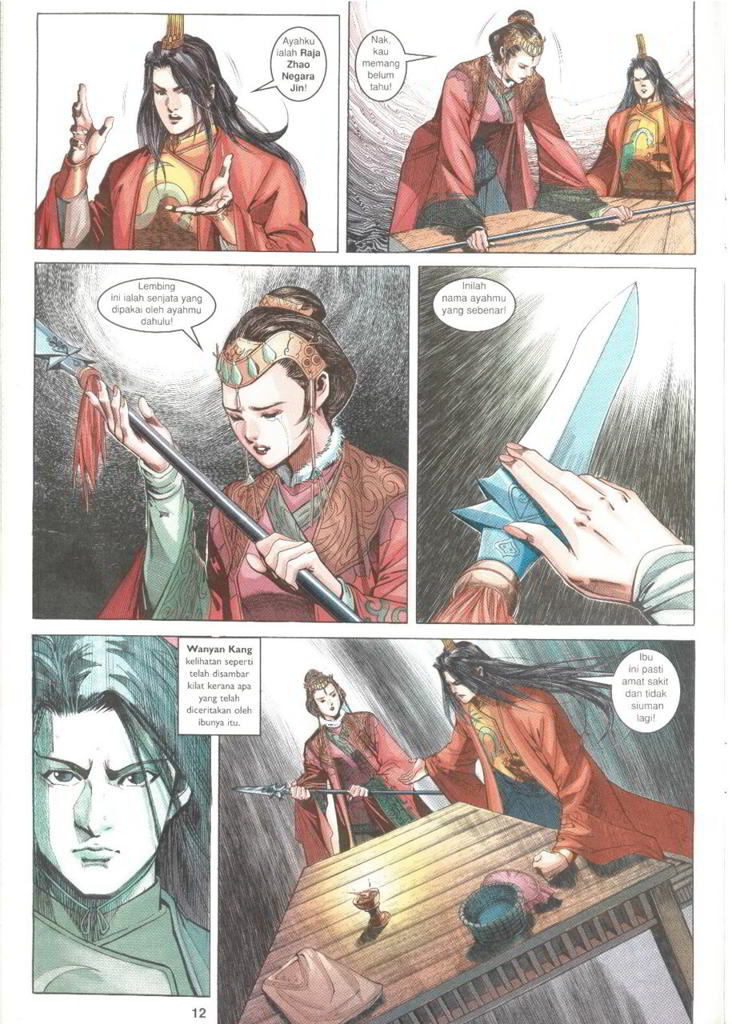 Ayahku
ialah Raja
Zhao
Negara
Jin!
Nak,
kau
memang
belum
tahu!
Lembing
ini ialah senjata yang
dipakai oleh ayahmu
dahulu!
Inilah
nama ayahmu
yang sebenar!
Wanyan Kang
kelihatan seperti
telah disambar
kilat kerana apa
yang telah
diceritakan oleh
ibunya itu.
Ibu
ini pasti
amat sakit
dan tidak
siuman
lagi!
12